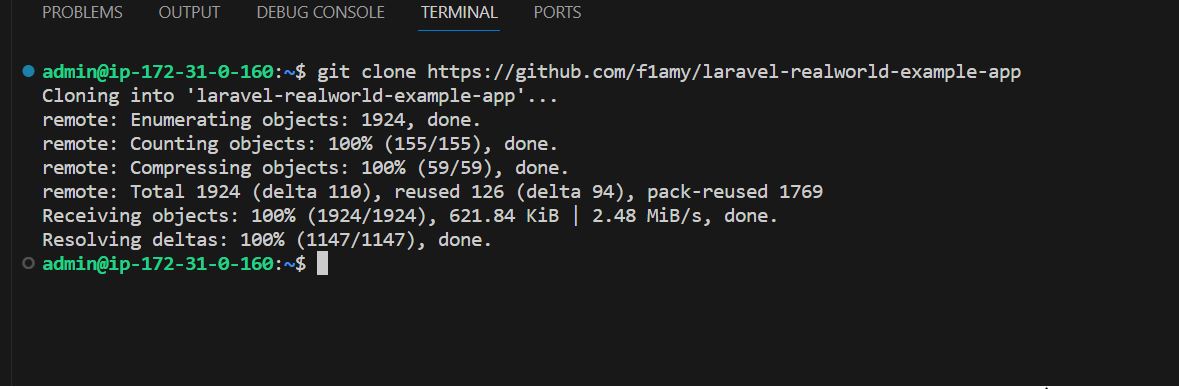 PROBLEMS OUTPUT DEBUG CONSOLE TERMINAL PORTS
admin@ip-172-31-0-160:~$ git clone https://github.com/f1amy/laravel-realworld-example-app
Cloning into 'laravel-realworld-example-app'...
remote: Enumerating objects: 1924, done.
remote: Counting objects: 100% (155/155), done.
remote: Compressing objects: 100% (59/59), done.
remote: Total 1924 (delta 110), reused 126 (delta 94), pack-reused 1769
Receiving objects: 100% (1924/1924), 621.84 KiB | 2.48 MiB/s, done.
Resolving deltas: 100% (1147/1147), done.
admin@ip-172-31-0-160:~$